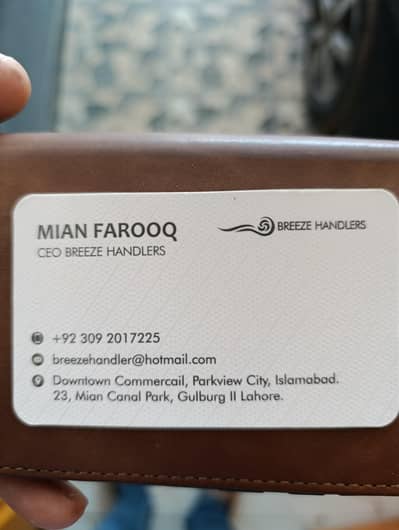 MIAN FAROOQ
CEO BREEZE HANDLERS
BREEZE HANDLERS
+92 309 2017225
breezehandler@hotmail.com
Downtown Commercail, Parkview City, Islamabad.
23, Mian Canal Park, Gulburg II Lahore.